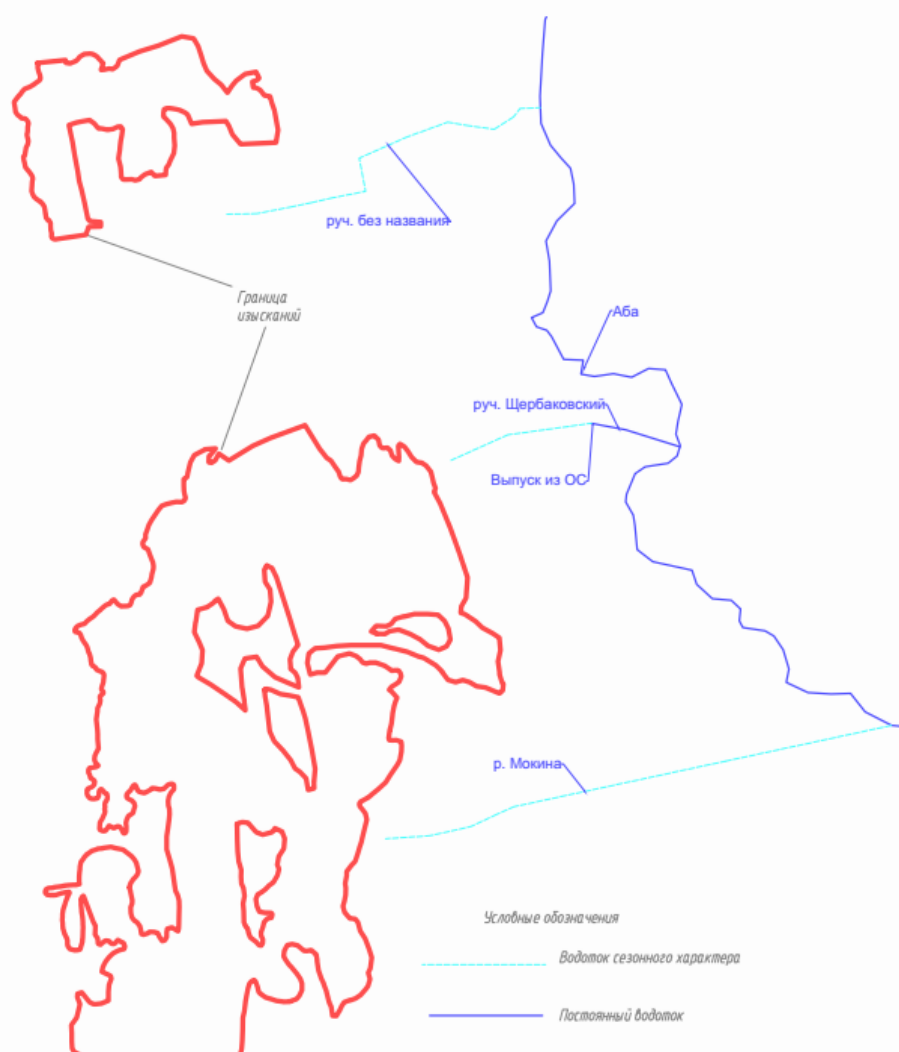 руч. без названия
Граница
изысканий
Аба
руч. Щербаковский
Выпуск из ОС
р. Мокина
Условные обозначения
Водоток сезонного характера
Постоянный водоток